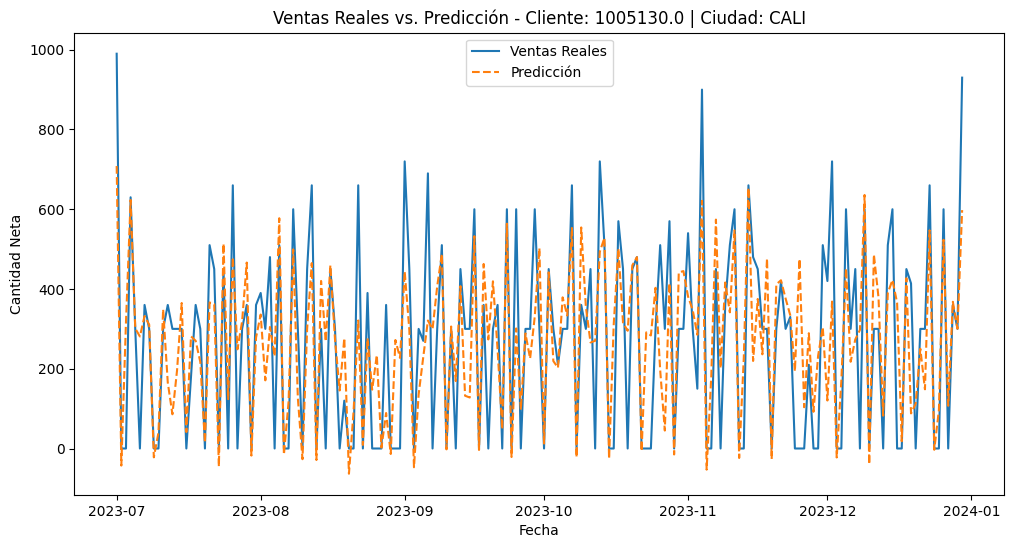 Ventas Reales vs. Predicción - Cliente: 1005130.0 | Ciudad: CALI
Ventas Reales
Predicción
1000
800
600
400
200
0
Cantidad Neta
2023-07 2023-08 2023-09 2023-10 2023-11 2023-12 2024-01
Fecha